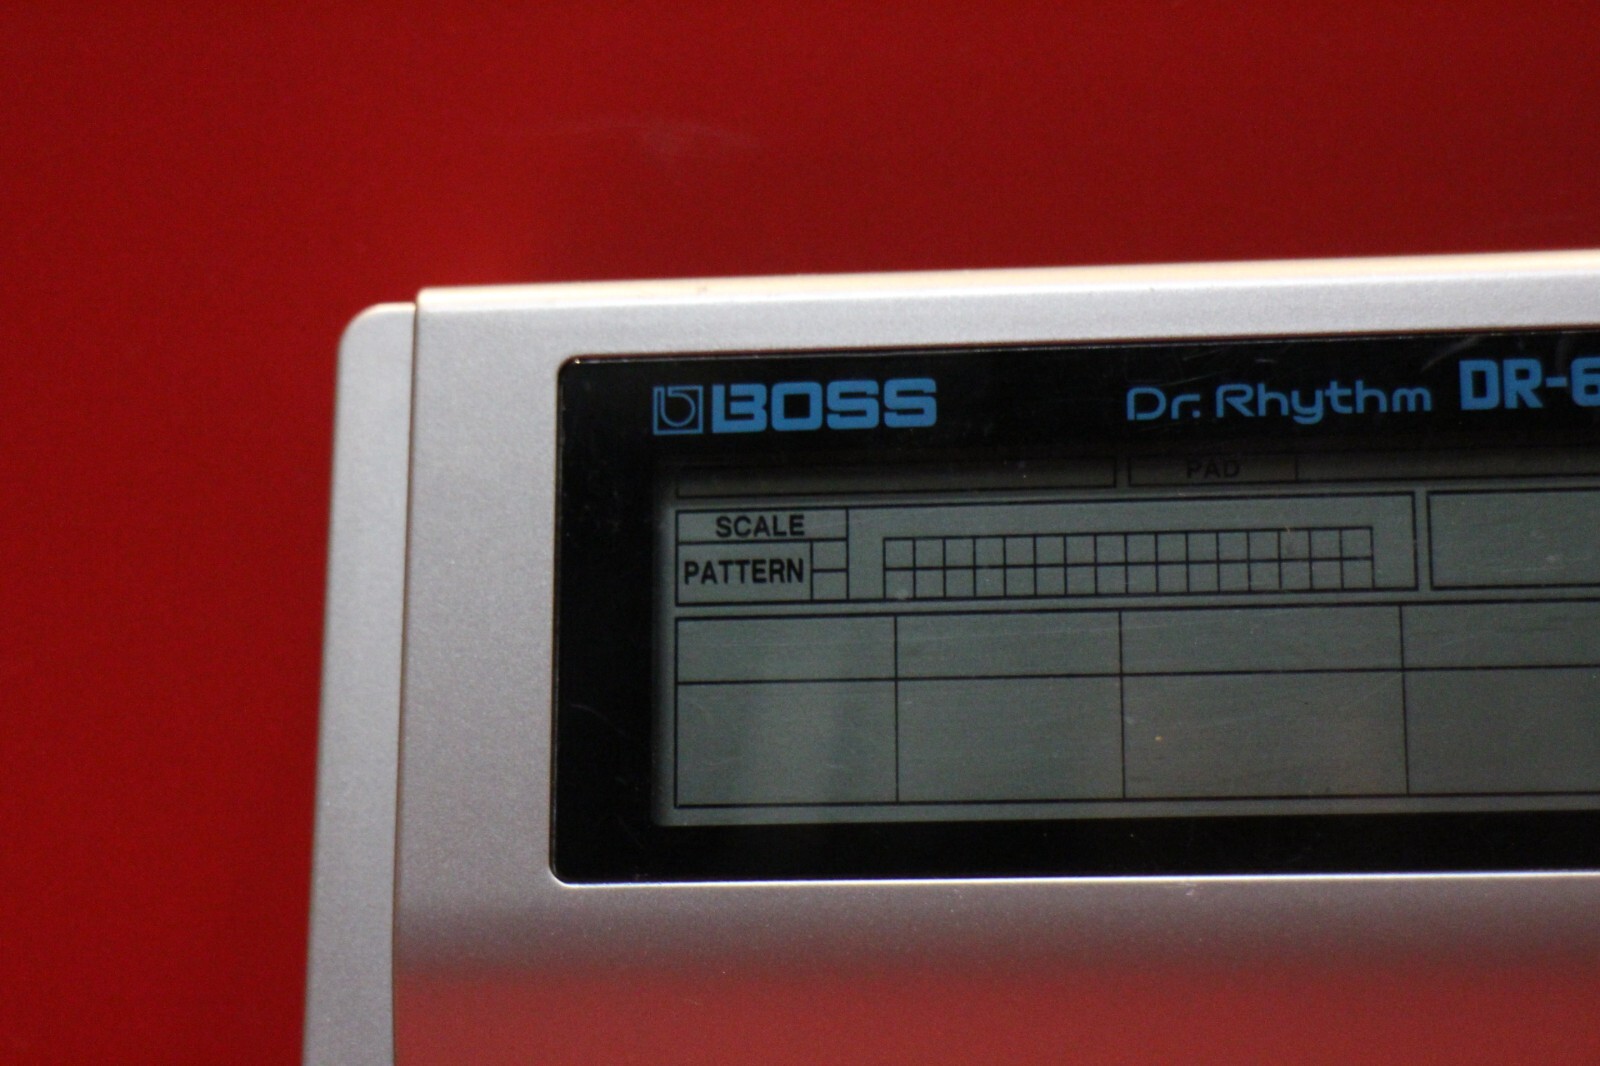 BOSS Dr. Rhythm DR-6
PAD
SCALE
PATTERN